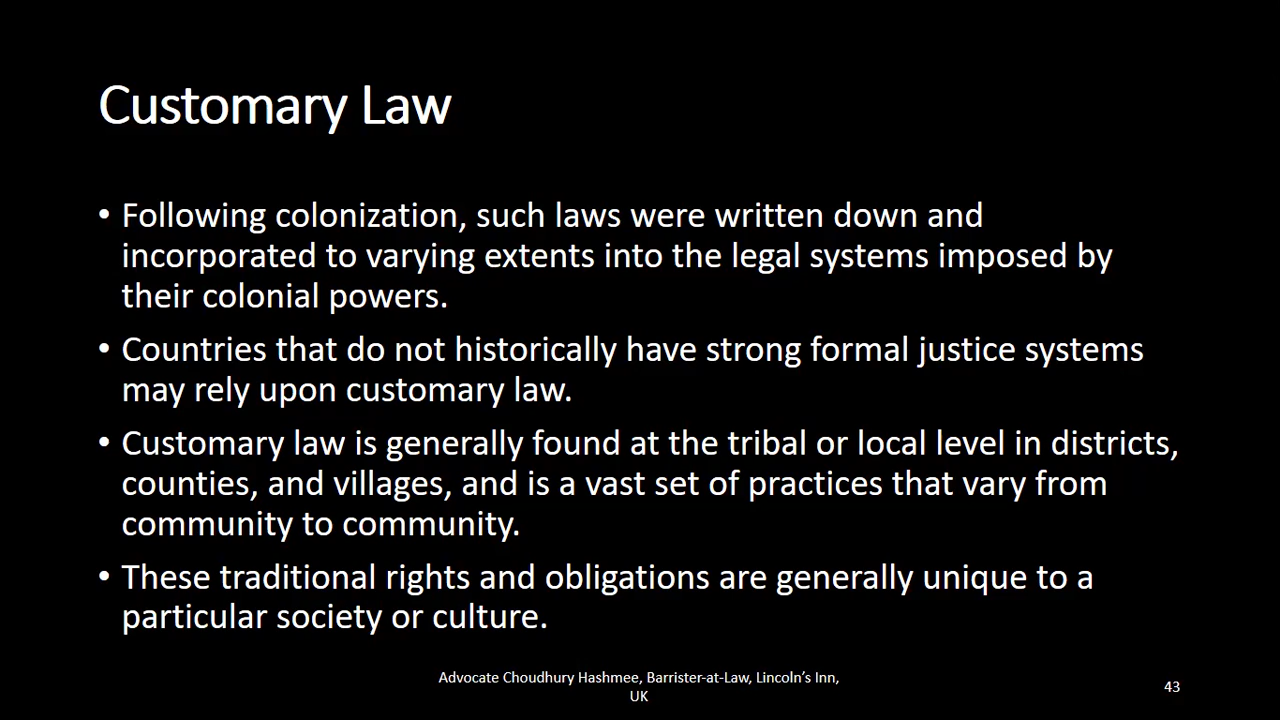 Customary Law
• Following colonization, such laws were written down and
incorporated to varying extents into the legal systems imposed by
their colonial powers.
• Countries that do not historically have strong formal justice systems
may rely upon customary law.
• Customary law is generally found at the tribal or local level in districts,
counties, and villages, and is a vast set of practices that vary from
community to community.
• These traditional rights and obligations are generally unique to a
particular society or culture.
Advocate Choudhury Hashmee, Barrister-at-Law, Lincoln’s Inn,
UK
43